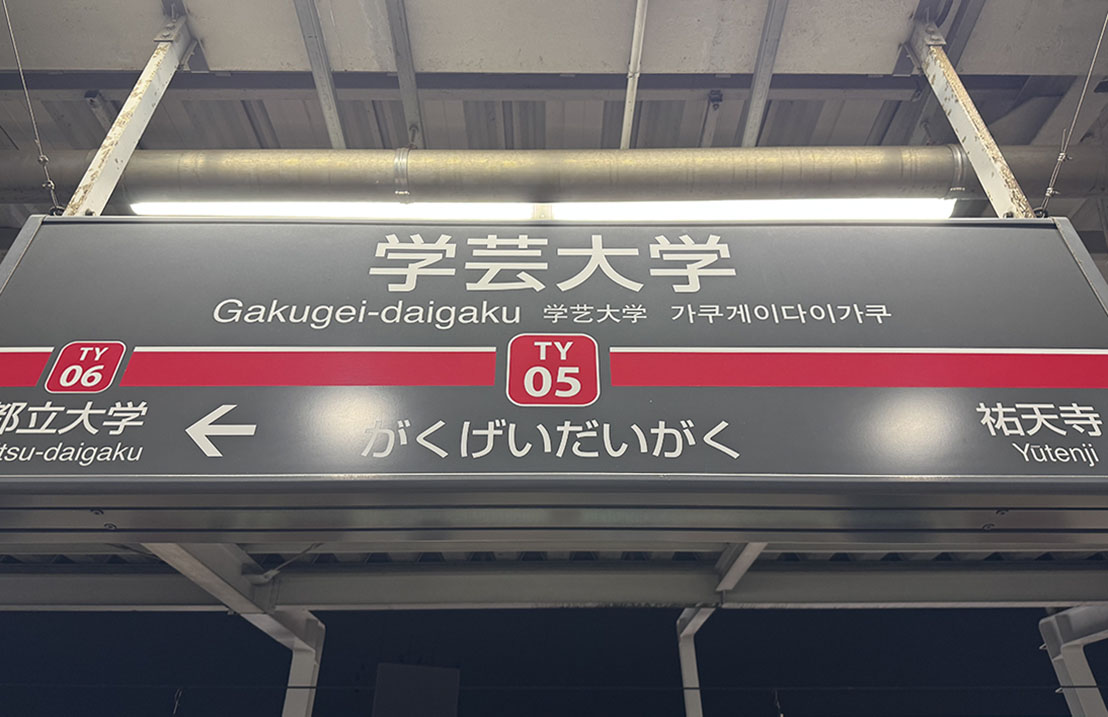 学芸大学
Gakugei-daigaku 学艺大学 가쿠게이다이가쿠
TY 06
TY 05
都立大学
tsu-daigaku
←
がくげいだいがく
祐天寺
Yūtenji